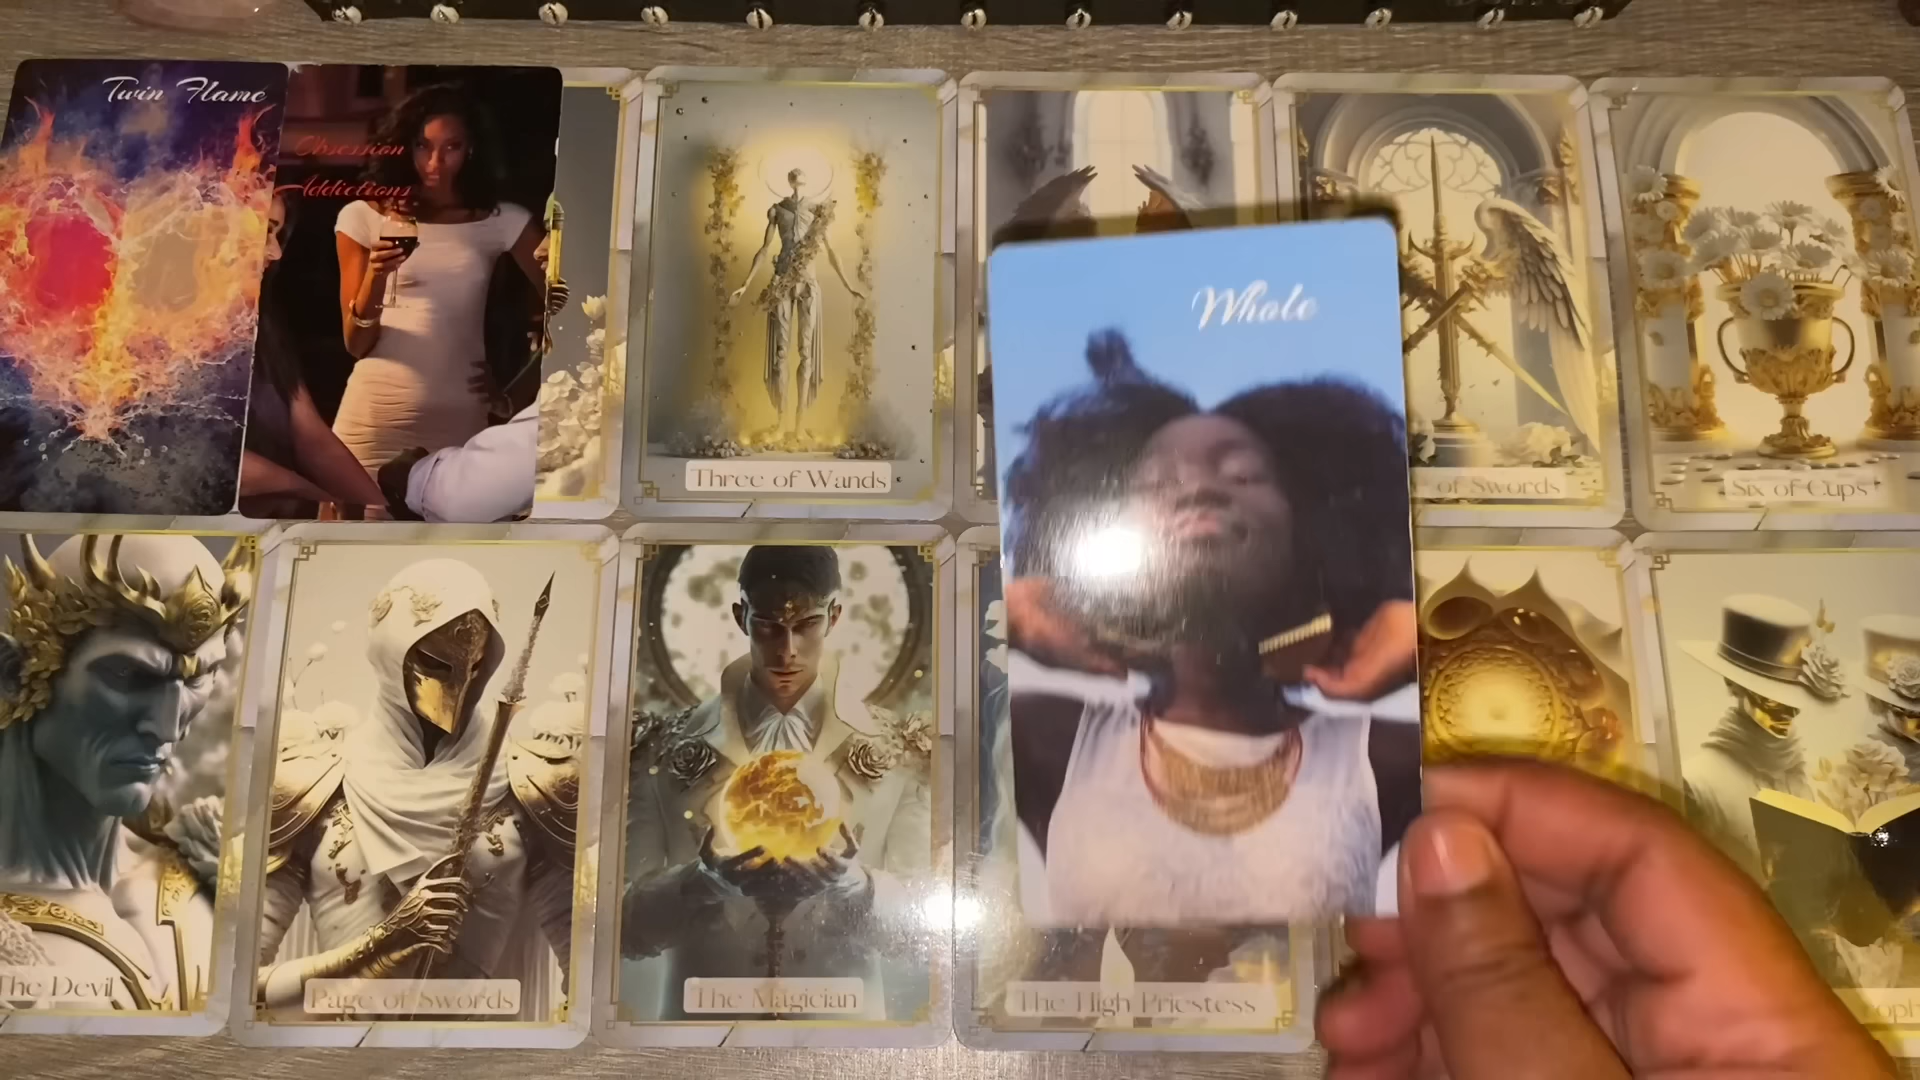 Twin Flame
Obsession
Addictions
Whole
Three of Wands
of Swords
Six of Cups
The Devil
Page of Swords
The Magician
The High Priestess